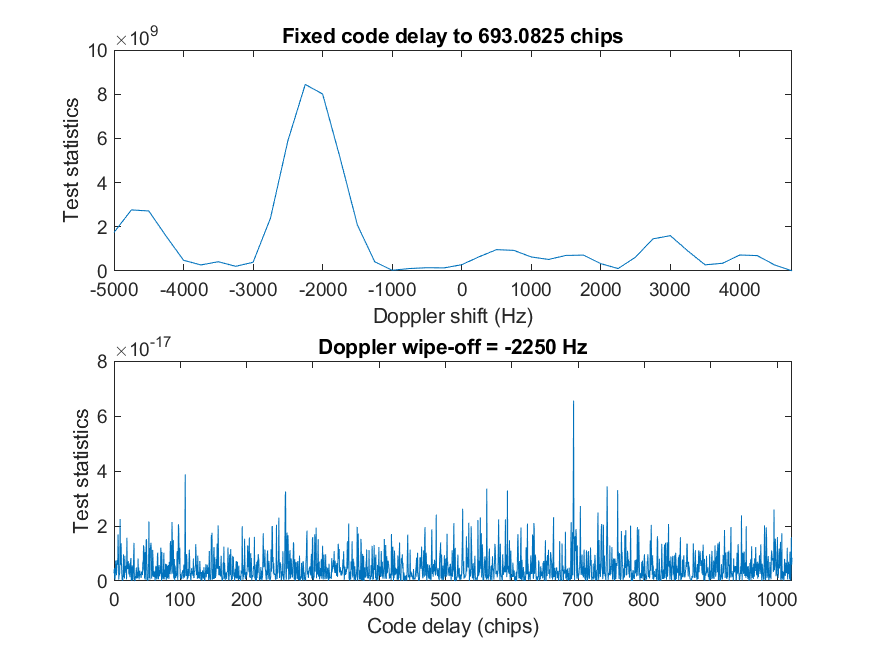 Fixed code delay to 693.0825 chips
×10^9
10
8
6
4
2
0
Test statistics
-5000 -4000 -3000 -2000 -1000 0 1000 2000 3000 4000
Doppler shift (Hz)
Doppler wipe-off = -2250 Hz
×10^-17
8
6
4
2
0
Test statistics
0 100 200 300 400 500 600 700 800 900 1000
Code delay (chips)